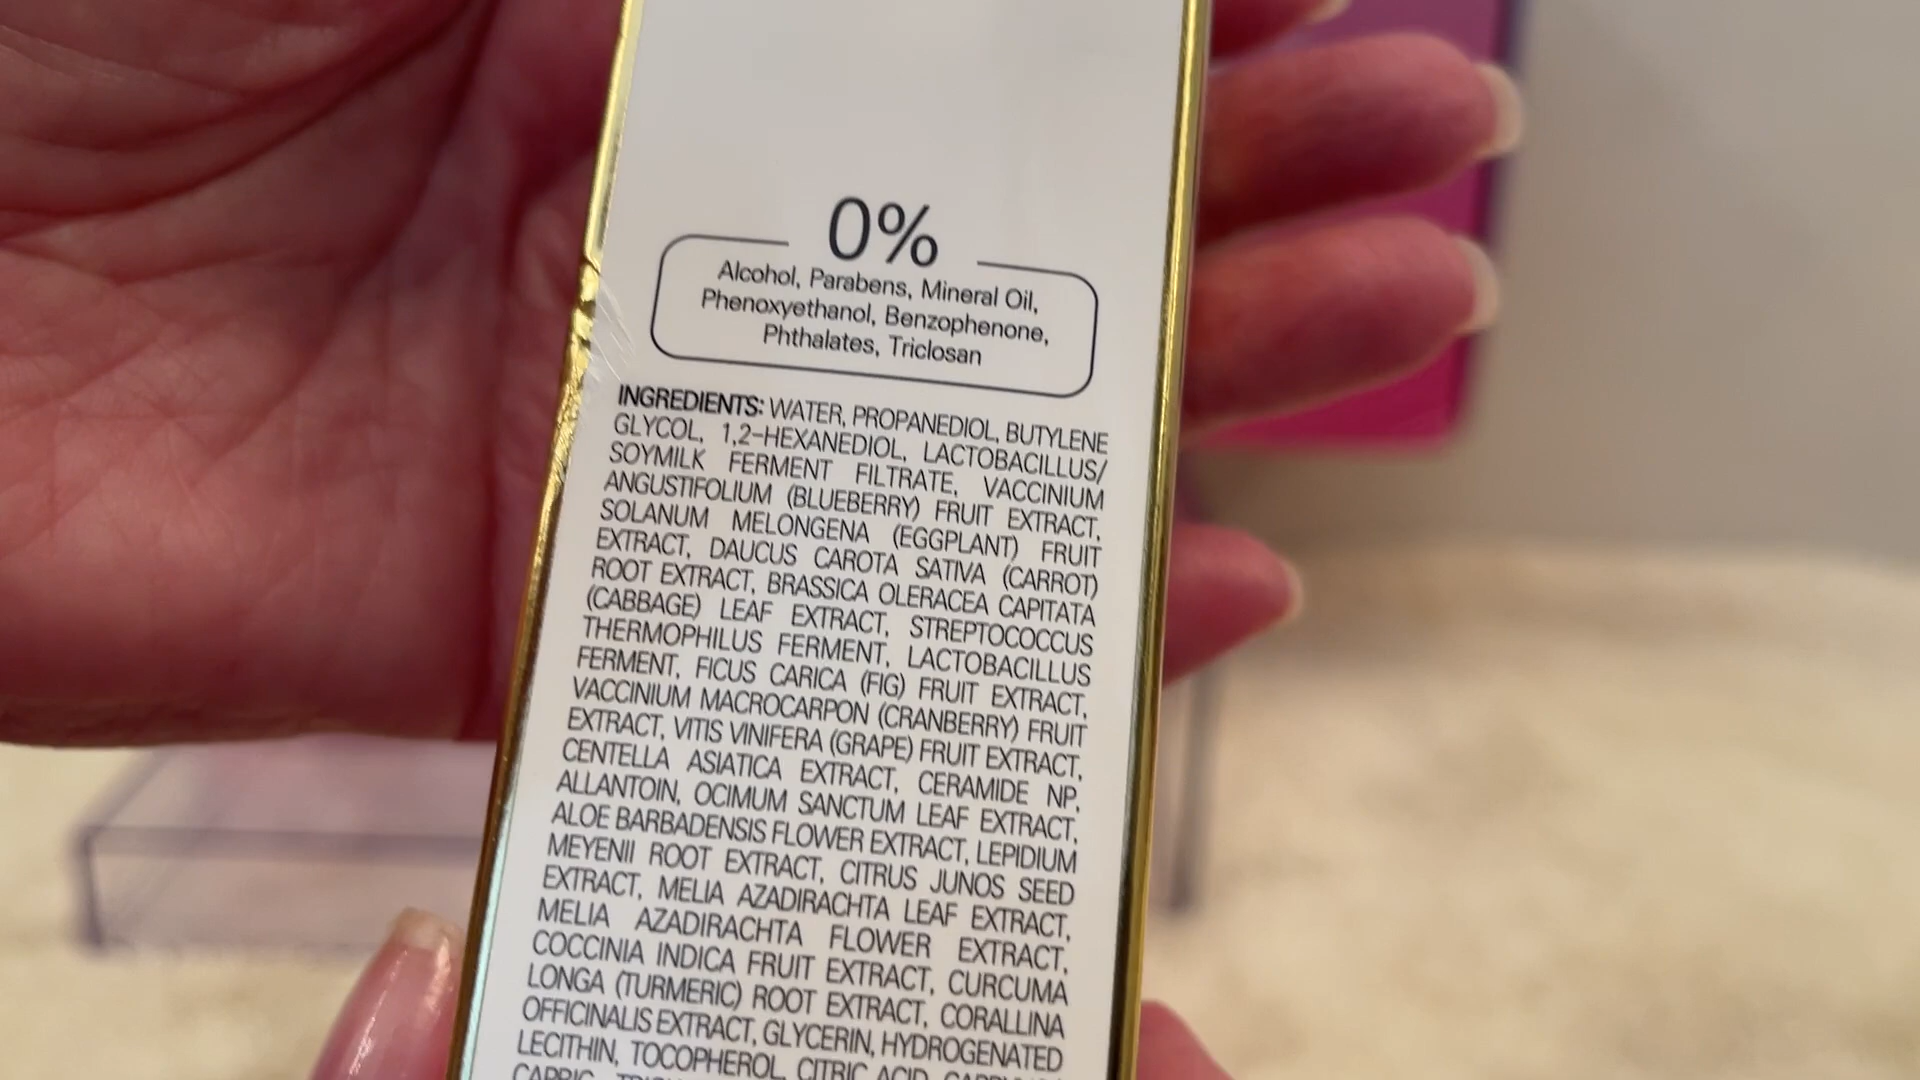 0%
Alcohol, Parabens, Mineral Oil,
Phenoxyethanol, Benzophenone,
Phthalates, Triclosan
INGREDIENTS: WATER, PROPANEDIOL, BUTYLENE
GLYCOL, 1,2-HEXANEDIOL, LACTOBACILLUS/
SOYMILK FERMENT FILTRATE, VACCINIUM
ANGUSTIFOLIUM (BLUEBERRY) FRUIT EXTRACT,
SOLANUM MELONGENA (EGGPLANT) FRUIT
EXTRACT, DAUCUS CAROTA SATIVA (CARROT)
ROOT EXTRACT, BRASSICA OLERACEA CAPITATA
(CABBAGE) LEAF EXTRACT, STREPTOCOCCUS
THERMOPHILUS FERMENT, LACTOBACILLUS
FERMENT, FICUS CARICA (FIG) FRUIT EXTRACT,
VACCINIUM MACROCARPON (CRANBERRY) FRUIT
EXTRACT, VITIS VINIFERA (GRAPE) FRUIT EXTRACT,
CENTELLA ASIATICA EXTRACT, CERAMIDE NP,
ALLANTOIN, OCIMUM SANCTUM LEAF EXTRACT,
ALOE BARBADENSIS FLOWER EXTRACT, LEPIDIUM
MEYENII ROOT EXTRACT, CITRUS JUNOS SEED
EXTRACT, MELIA AZADIRACHTA LEAF EXTRACT,
MELIA AZADIRACHTA FLOWER EXTRACT,
COCCINIA INDICA FRUIT EXTRACT, CURCUMA
LONGA (TURMERIC) ROOT EXTRACT, CORALLINA
OFFICINALIS EXTRACT, GLYCERIN, HYDROGENATED
LECITHIN, TOCOPHEROL, CITRIC ACID,